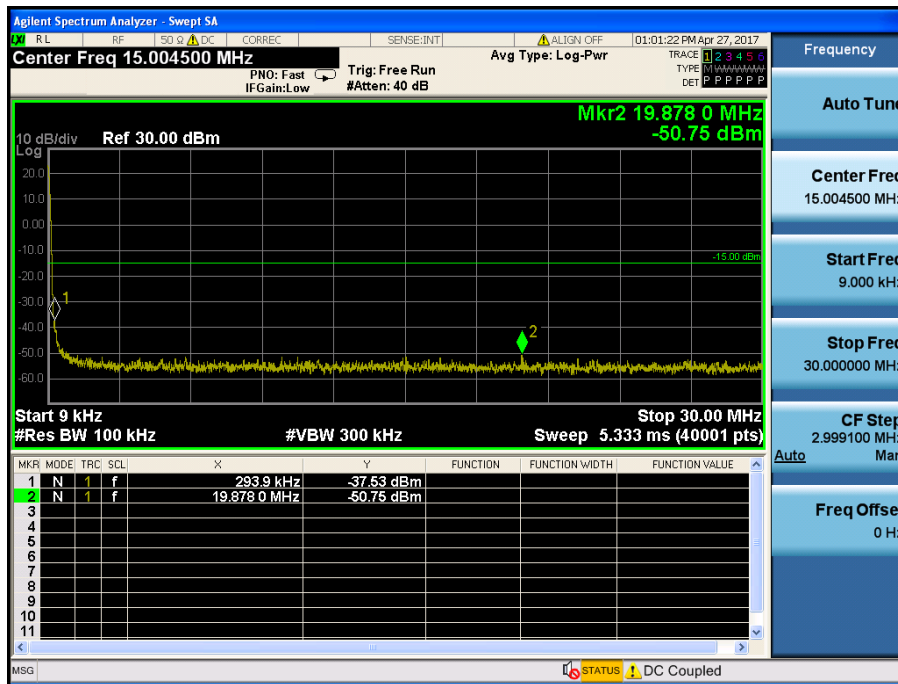 Agilent Spectrum Analyzer - Swept SA
LXI RL RF 50 Ω DC CORREC SENSE:INT ALIGN OFF 01:01:22 PM Apr 27, 2017
Center Freq 15.004500 MHz
PNO: Fast
IFGain:Low
Trig: Free Run
#Atten: 40 dB
Avg Type: Log-Pwr
TRACE 1 2 3 4 5 6
TYPE M WWWWW
DET P P P P P P
Mkr2 19.878 0 MHz
-50.75 dBm
10 dB/div Ref 30.00 dBm
Log
20.0
10.0
0.00
-10.0
-15.00 dBm
-20.0
-30.0
1
-40.0
2
-50.0
-60.0
Start 9 kHz Stop 30.00 MHz
#Res BW 100 kHz #VBW 300 kHz Sweep 5.333 ms (40001 pts)
MKR MODE TRC SCL X Y FUNCTION FUNCTION WIDTH FUNCTION VALUE
1 N 1 f 293.9 kHz -37.53 dBm
2 N 1 f 19.878 0 MHz -50.75 dBm
3
4
5
6
7
8
9
10
11
MSG STATUS DC Coupled
Frequency
Auto Tune
Center Freq
15.004500 MHz
Start Freq
9.000 kHz
Stop Freq
30.000000 MHz
CF Step
2.999100 MHz
Auto Man
Freq Offse
0 Hz